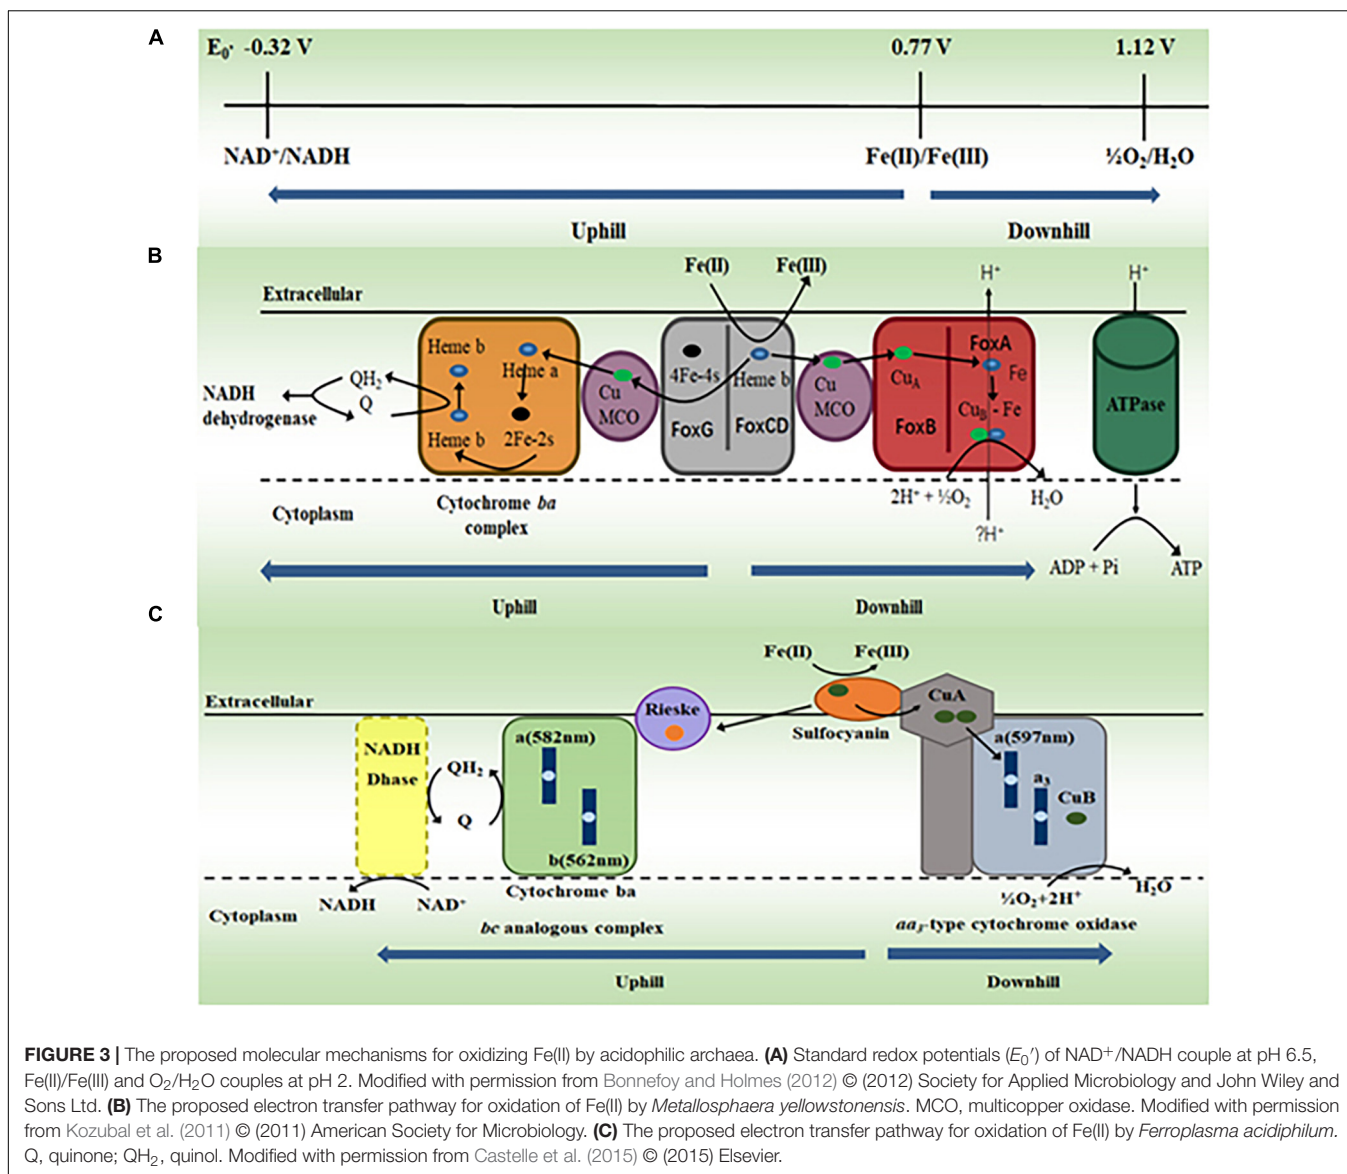 A
E₀' -0.32 V
0.77 V
1.12 V
NAD⁺/NADH
Fe(II)/Fe(III)
½O₂/H₂O
Uphill
Downhill
B
Fe(II)
Fe(III)
H⁺
H⁺
Extracellular
Heme b
Heme a
4Fe-4s
Heme b
Cu
MCO
Cu
MCO
CuA
FoxA
Fe
CuB - Fe
NADH
dehydrogenase
QH₂
Q
Heme b
2Fe-2s
FoxG
FoxCD
FoxB
ATPase
Cytoplasm
Cytochrome ba
complex
2H⁺ + ½O₂
H₂O
?H⁺
ADP + Pi
ATP
Uphill
Downhill
C
Fe(II)
Fe(III)
Extracellular
Rieske
Sulfocyanin
CuA
NADH
Dhase
QH₂
Q
a(582nm)
b(562nm)
a(597nm)
a₃
CuB
NADH
NAD⁺
Cytochrome ba
½O₂+2H⁺
H₂O
Cytoplasm
bc analogous complex
aa₃-type cytochrome oxidase
Uphill
Downhill
FIGURE 3 | The proposed molecular mechanisms for oxidizing Fe(II) by acidophilic archaea. (A) Standard redox potentials (E₀′) of NAD⁺/NADH couple at pH 6.5,
Fe(II)/Fe(III) and O₂/H₂O couples at pH 2. Modified with permission from Bonnefoy and Holmes (2012) © (2012) Society for Applied Microbiology and John Wiley and
Sons Ltd. (B) The proposed electron transfer pathway for oxidation of Fe(II) by Metallosphaera yellowstonensis. MCO, multicopper oxidase. Modified with permission
from Kozubal et al. (2011) © (2011) American Society for Microbiology. (C) The proposed electron transfer pathway for oxidation of Fe(II) by Ferroplasma acidiphilum.
Q, quinone; QH₂, quinol. Modified with permission from Castelle et al. (2015) © (2015) Elsevier.